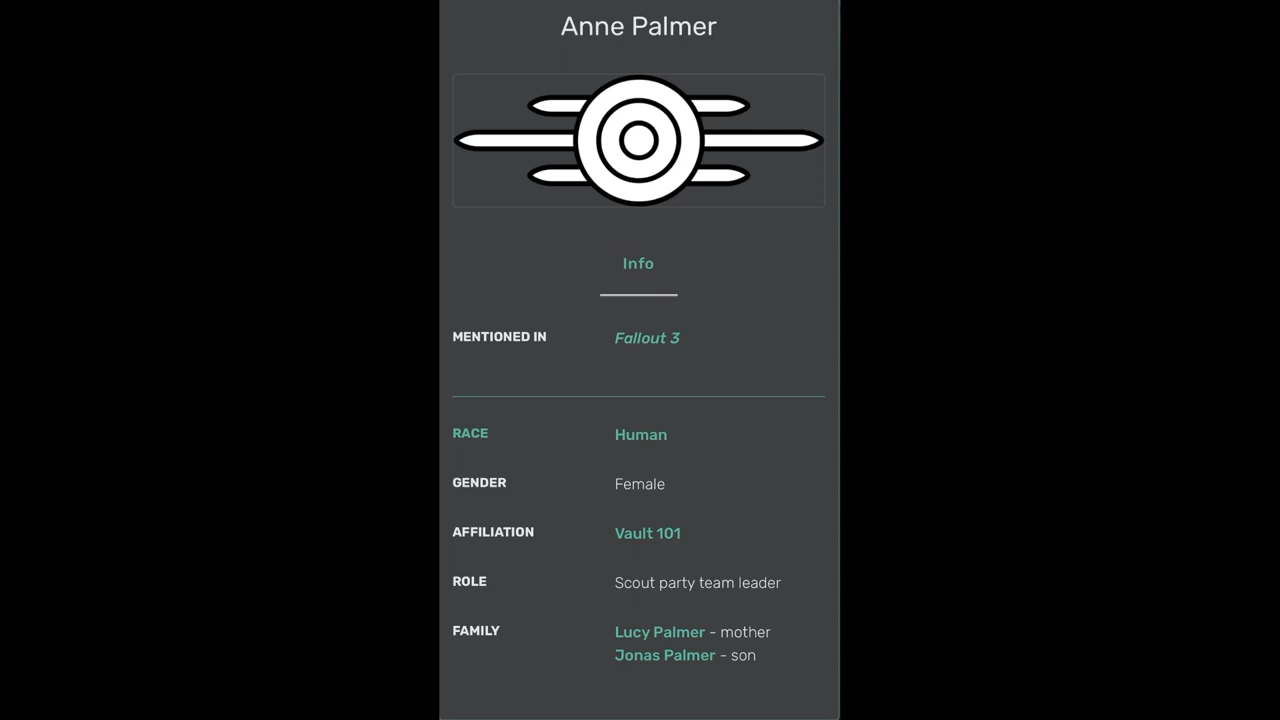 Anne Palmer
Info
MENTIONED IN Fallout 3
RACE Human
GENDER Female
AFFILIATION Vault 101
ROLE Scout party team leader
FAMILY Lucy Palmer - mother
Jonas Palmer - son